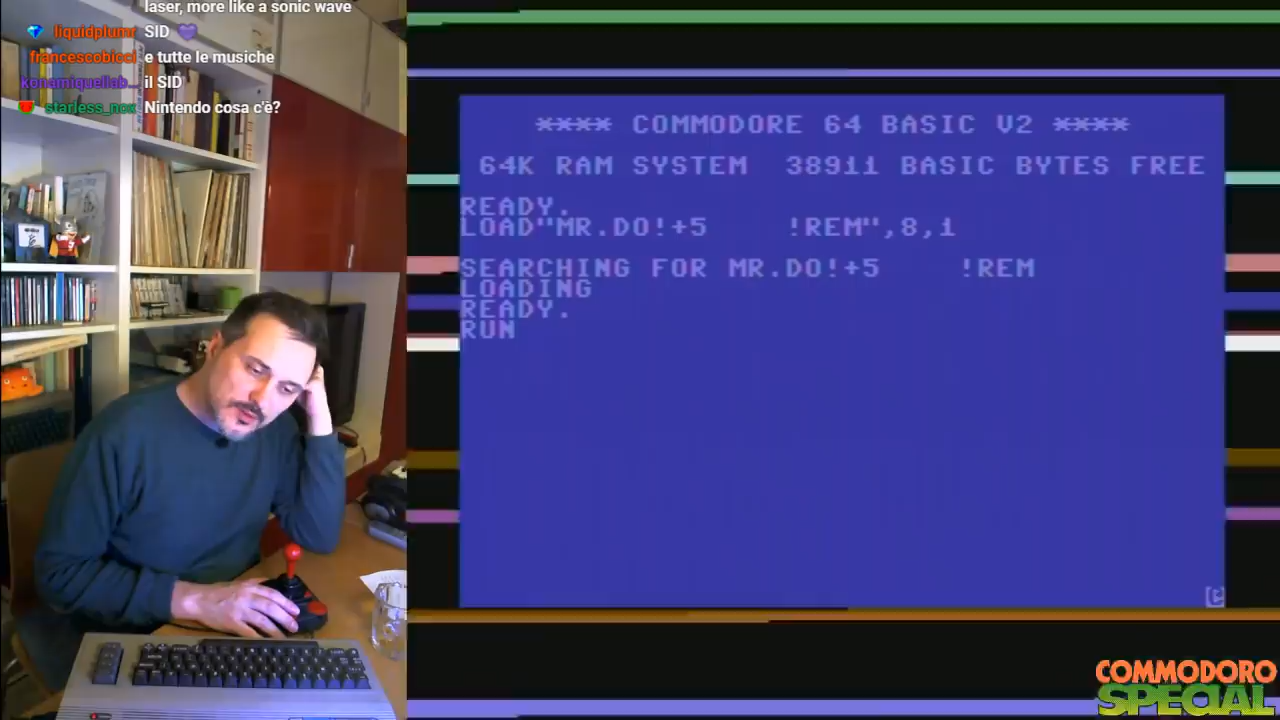 laser, more like a sonic wave
liquidplumr SID
francescobicci e tutte le musiche
konamiquellab... il SID
starless_nox Nintendo cosa c'è?
**** COMMODORE 64 BASIC V2 ****
64K RAM SYSTEM 38911 BASIC BYTES FREE
READY.
LOAD"MR.DO!+5 !REM",8,1
SEARCHING FOR MR.DO!+5 !REM
LOADING
READY.
RUN
COMMODORO
SPECIAL